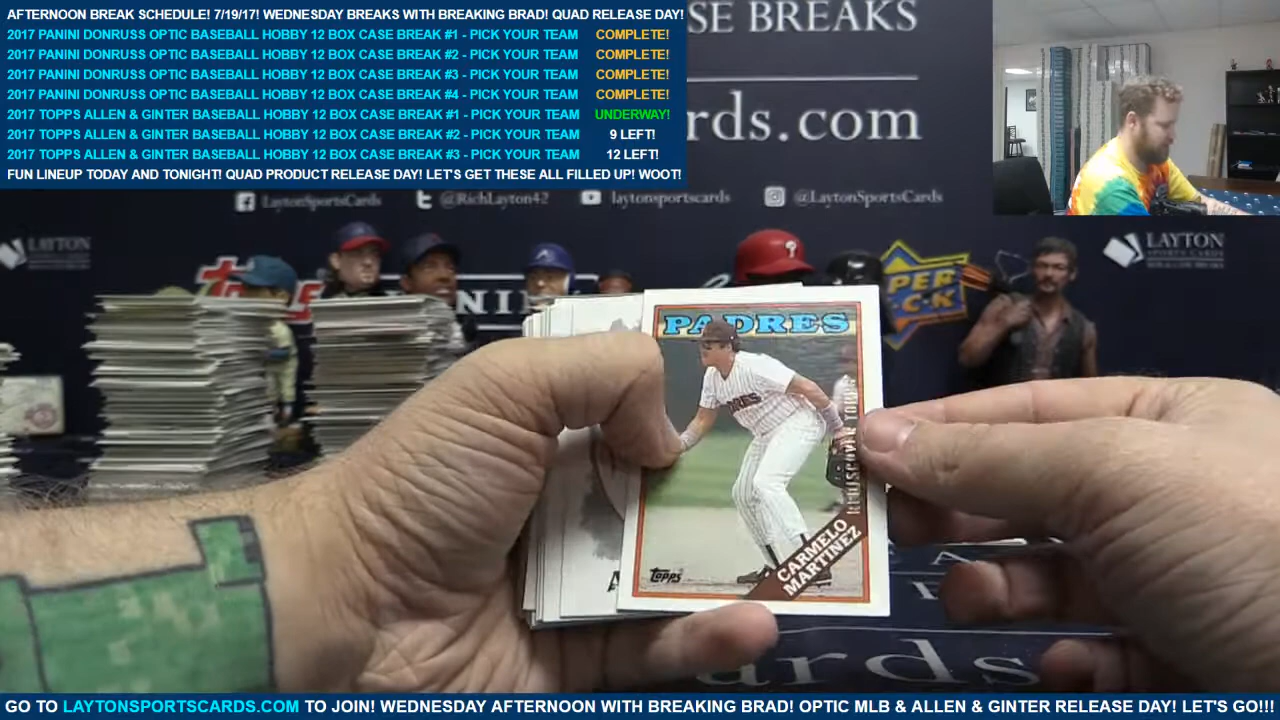 AFTERNOON BREAK SCHEDULE! 7/19/17! WEDNESDAY BREAKS WITH BREAKING BRAD! QUAD RELEASE DAY!
2017 PANINI DONRUSS OPTIC BASEBALL HOBBY 12 BOX CASE BREAK #1 - PICK YOUR TEAM COMPLETE!
2017 PANINI DONRUSS OPTIC BASEBALL HOBBY 12 BOX CASE BREAK #2 - PICK YOUR TEAM COMPLETE!
2017 PANINI DONRUSS OPTIC BASEBALL HOBBY 12 BOX CASE BREAK #3 - PICK YOUR TEAM COMPLETE!
2017 PANINI DONRUSS OPTIC BASEBALL HOBBY 12 BOX CASE BREAK #4 - PICK YOUR TEAM COMPLETE!
2017 TOPPS ALLEN & GINTER BASEBALL HOBBY 12 BOX CASE BREAK #1 - PICK YOUR TEAM UNDERWAY!
2017 TOPPS ALLEN & GINTER BASEBALL HOBBY 12 BOX CASE BREAK #2 - PICK YOUR TEAM 9 LEFT!
2017 TOPPS ALLEN & GINTER BASEBALL HOBBY 12 BOX CASE BREAK #3 - PICK YOUR TEAM 12 LEFT!
FUN LINEUP TODAY AND TONIGHT! QUAD PRODUCT RELEASE DAY! LET'S GET THESE ALL FILLED UP! WOOT!
SE BREAKS
rds.com
LaytonSportsCards @RichLayton42 laytonsportscards @LaytonSportsCards
LAYTON
LAYTON
PADRES
REDISCOVER TOPPS
CARMELO
MARTINEZ
Topps
ards
GO TO LAYTONSPORTSCARDS.COM TO JOIN! WEDNESDAY AFTERNOON WITH BREAKING BRAD! OPTIC MLB & ALLEN & GINTER RELEASE DAY! LET'S GO!!!